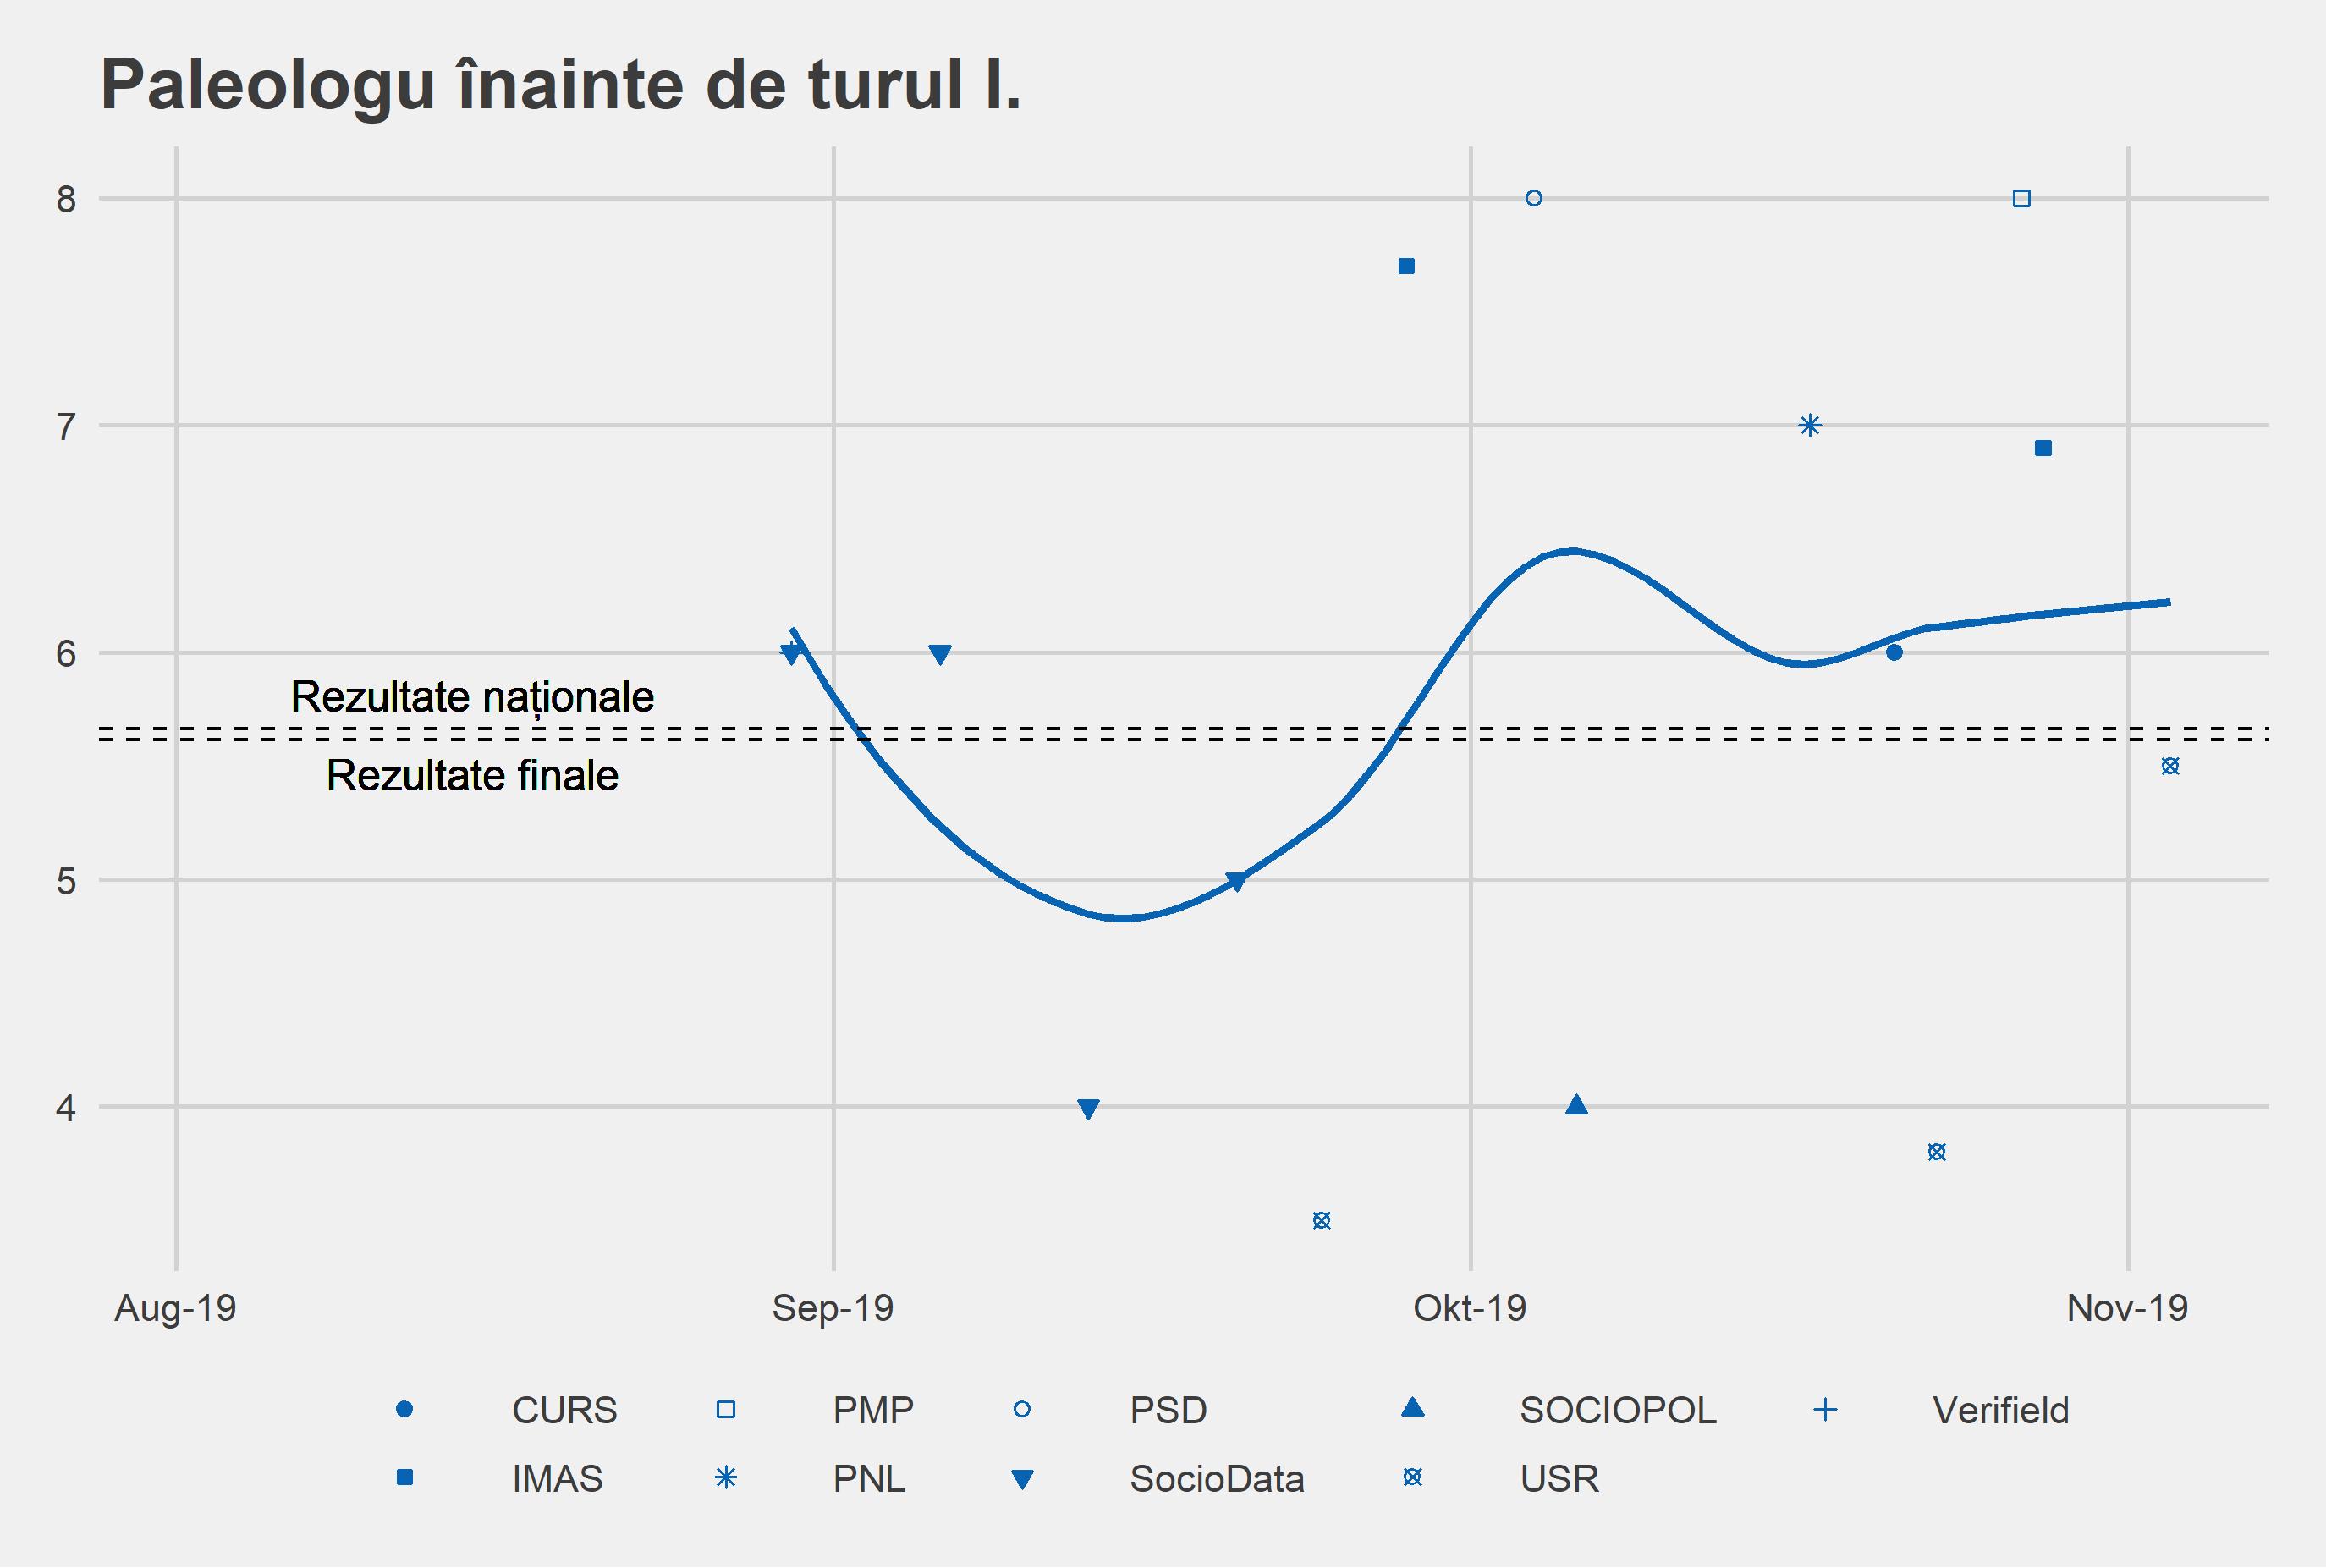 Paleologu înainte de turul I.
8
7
6
5
4
Rezultate naționale
Rezultate finale
Aug-19 Sep-19 Okt-19 Nov-19
CURS PMP PSD SOCIOPOL Verifield
IMAS PNL SocioData USR